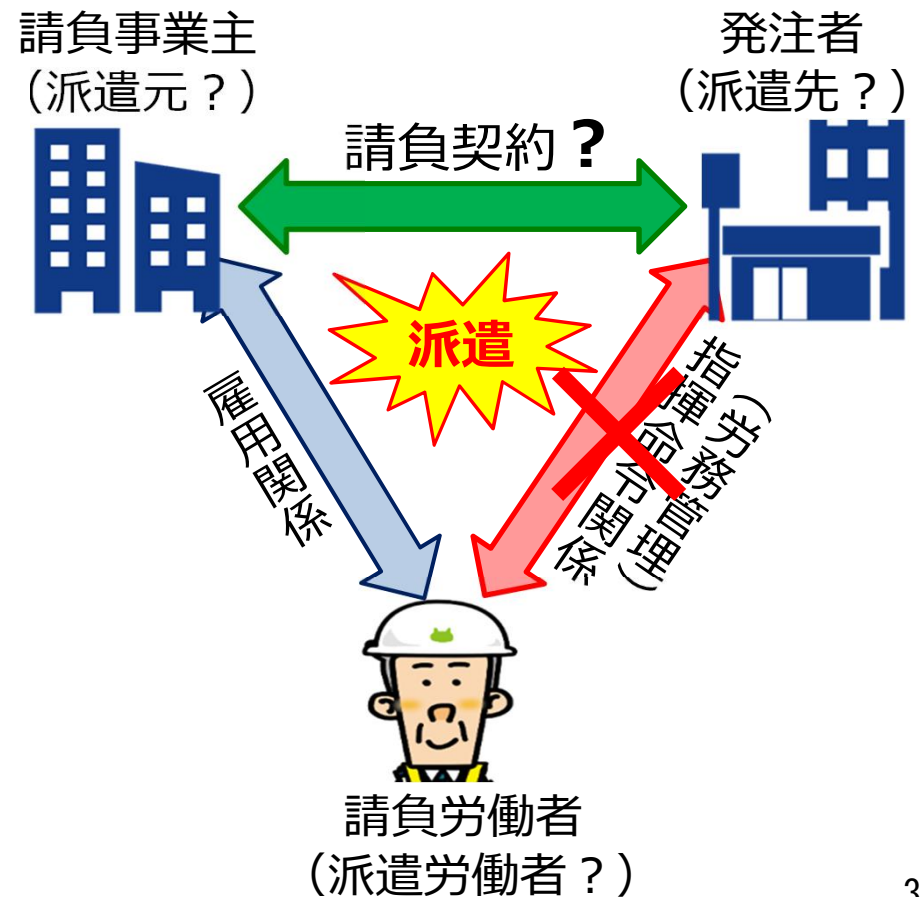 請負事業主
（派遣元？）
発注者
（派遣先？）
請負契約？
派遣
雇用関係
指揮命令関係
（労務管理）
請負労働者
（派遣労働者？）
3